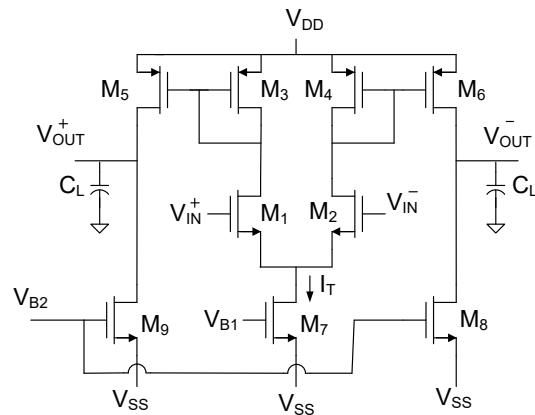 V_DD
M_5 M_3 M_4 M_6
V_OUT^+ V_OUT^−
C_L C_L
V_IN^+ M_1 M_2 V_IN^−
I_T
V_B2 M_9 V_B1 M_7 M_8
V_SS V_SS V_SS